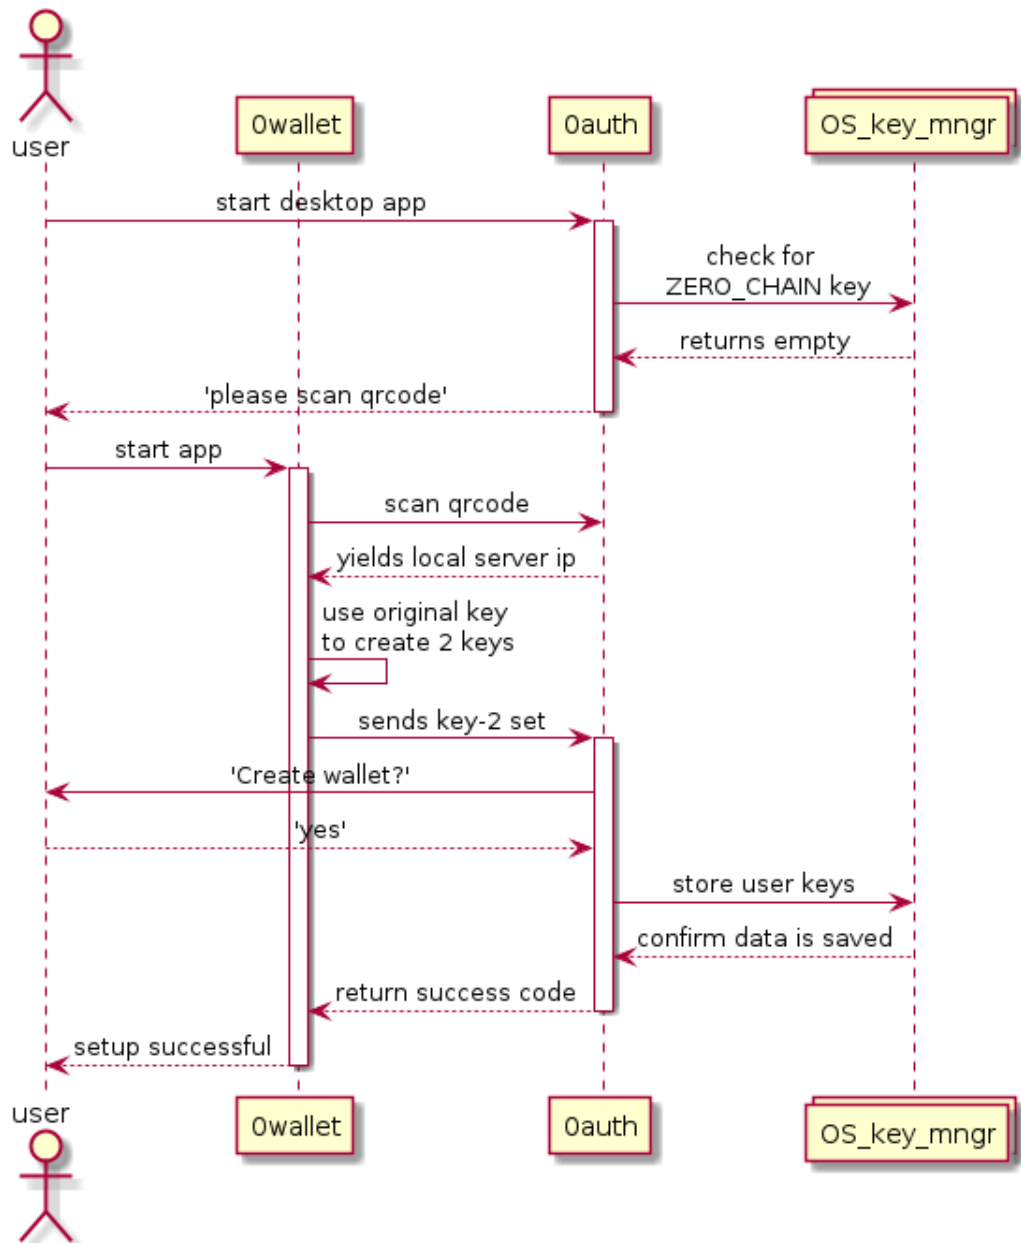 user
0wallet
0auth
OS_key_mngr
start desktop app
check for
ZERO_CHAIN key
returns empty
'please scan qrcode'
start app
scan qrcode
yields local server ip
use original key
to create 2 keys
sends key-2 set
'Create wallet?'
'yes'
store user keys
confirm data is saved
return success code
setup successful
user
0wallet
0auth
OS_key_mngr